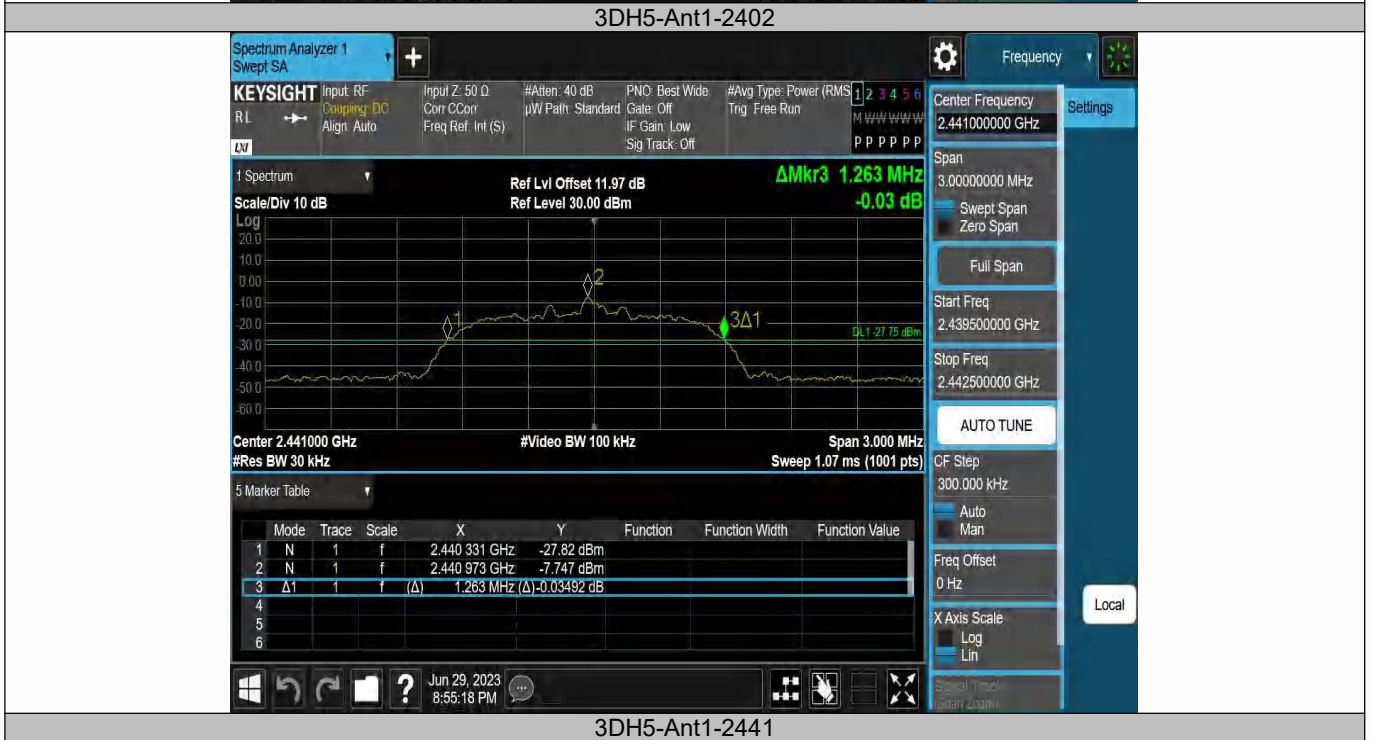 3DH5-Ant1-2402
Spectrum Analyzer 1
Swept SA
Frequency
KEYSIGHT Input: RF Input Z: 50 Ω #Atten: 40 dB PNO: Best Wide #Avg Type: Power (RMS 1 2 3 4 5 6
R L Coupling: DC Corr CCorr µW Path: Standard Gate: Off Trig: Free Run M W W W W W
Align: Auto Freq Ref: Int (S) IF Gain: Low
LXI Sig Track: Off P P P P P P
Center Frequency
2.441000000 GHz
Settings
1 Spectrum
Scale/Div 10 dB
Ref Lvl Offset 11.97 dB
Ref Level 30.00 dBm
ΔMkr3 1.263 MHz
-0.03 dB
Log
20.0
10.0
0.00
-10.0
-20.0
-30.0
-40.0
-50.0
-60.0
1
2
3Δ1
DL1 -27.75 dBm
Center 2.441000 GHz #Video BW 100 kHz Span 3.000 MHz
#Res BW 30 kHz Sweep 1.07 ms (1001 pts)
Span
3.00000000 MHz
Swept Span
Zero Span
Full Span
Start Freq
2.439500000 GHz
Stop Freq
2.442500000 GHz
AUTO TUNE
CF Step
300.000 kHz
Auto
Man
Freq Offset
0 Hz
X Axis Scale
Log
Lin
Local
5 Marker Table
Mode Trace Scale X Y Function Function Width Function Value
1 N 1 f 2.440 331 GHz -27.82 dBm
2 N 1 f 2.440 973 GHz -7.747 dBm
3 Δ1 1 f (Δ) 1.263 MHz (Δ) -0.03492 dB
4
5
6
?
Jun 29, 2023
8:55:18 PM
3DH5-Ant1-2441